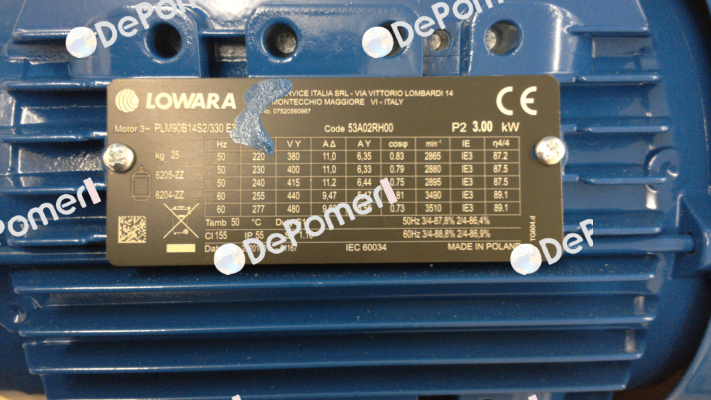 DePomeri
LOWARA
RVICE ITALIA SRL - VIA VITTORIO LOMBARDI 14
MONTECCHIO MAGGIORE VI - ITALY
No. 07520560967
CE
Motor 3~ PLM90B14S2/330 E3 Code 53A02RH00 P2 3.00 kW
Hz V Δ V Y A Δ A Y cosφ min⁻¹ IE η4/4
kg 25
50 220 380 11,0 6,35 0.83 2865 IE3 87.2
50 230 400 11,0 6,33 0.79 2880 IE3 87.5
6205-ZZ
50 240 415 11,2 6,44 0.75 2895 IE3 87.5
6204-ZZ
60 255 440 9,47 3490 IE3 89.1
60 277 480 0.73 3510 IE3 89.1
Tamb 50 °C 50Hz 3/4-87,8% 2/4-86,4%
Cl 155 IP 55 60Hz 3/4-88,8% 2/4-86,9%
IEC 60034 MADE IN POLAND
DePomeri
DePomeri